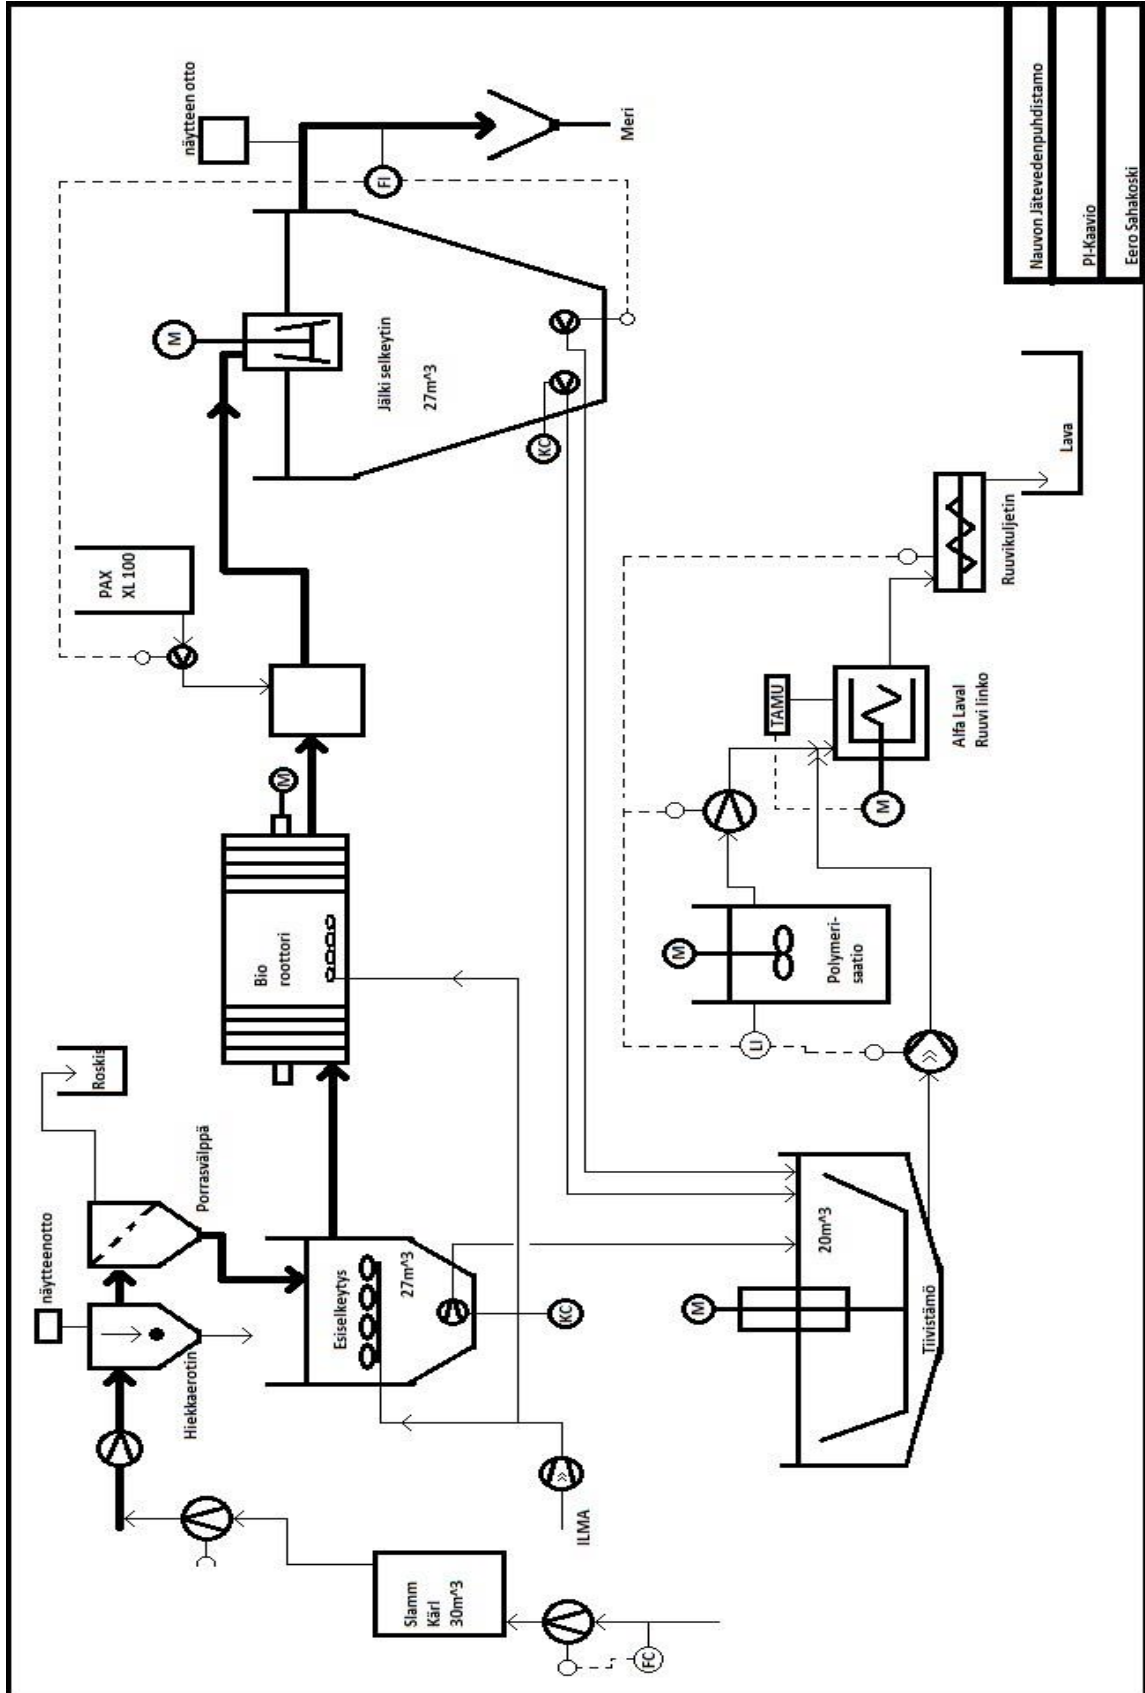 näytteenotto
Hiekkaerotin
Porrasvälppä
Roskis
Slamm
Kärl
30m^3
FC
Esiselkeytys
27m^3
KC
ILMA
Bio
roottori
M
PAX
XL 100
M
Jälki selkeytin
27m^3
KC
näytteen otto
FI
Meri
M
20m^3
Tiivistämö
LI
M
Polymeri-
saatio
TAMU
M
Alfa Laval
Ruuvi linko
Ruuvikuljetin
Lava
Nauvon Jätevedenpuhdistamo
PI-Kaavio
Eero Sahakoski